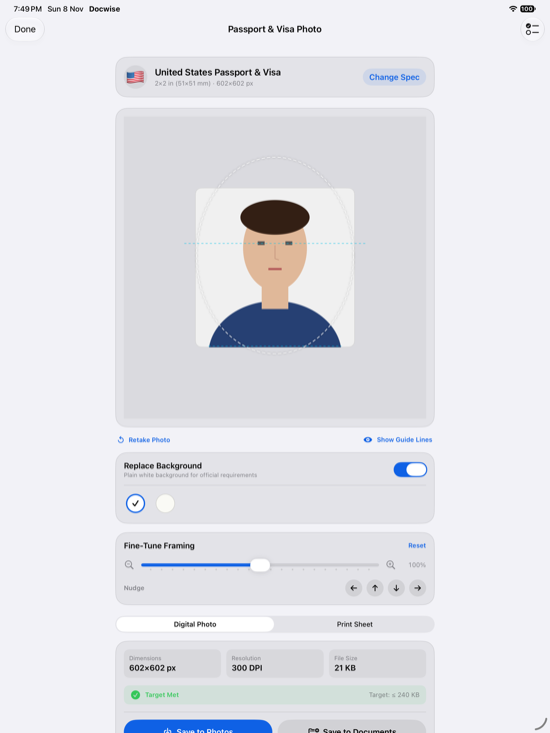 7:49 PM Sun 8 Nov Docwise
100
Done
Passport & Visa Photo
United States Passport & Visa
2×2 in (51×51 mm) · 602×602 px
Change Spec
Retake Photo
Show Guide Lines
Replace Background
Plain white background for official requirements
Fine-Tune Framing
Reset
100%
Nudge
Digital Photo
Print Sheet
Dimensions
602×602 px
Resolution
300 DPI
File Size
21 KB
Target Met
Target: ≤ 240 KB
Save to Photos
Save to Documents